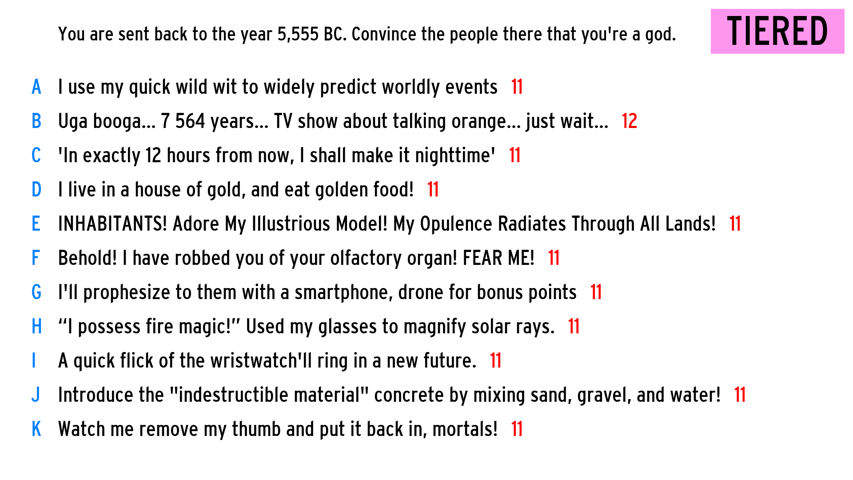 You are sent back to the year 5,555 BC. Convince the people there that you're a god.
TIERED
A I use my quick wild wit to widely predict worldly events 11
B Uga booga... 7 564 years... TV show about talking orange... just wait... 12
C 'In exactly 12 hours from now, I shall make it nighttime' 11
D I live in a house of gold, and eat golden food! 11
E INHABITANTS! Adore My Illustrious Model! My Opulence Radiates Through All Lands! 11
F Behold! I have robbed you of your olfactory organ! FEAR ME! 11
G I'll prophesize to them with a smartphone, drone for bonus points 11
H “I possess fire magic!” Used my glasses to magnify solar rays. 11
I A quick flick of the wristwatch'll ring in a new future. 11
J Introduce the "indestructible material" concrete by mixing sand, gravel, and water! 11
K Watch me remove my thumb and put it back in, mortals! 11